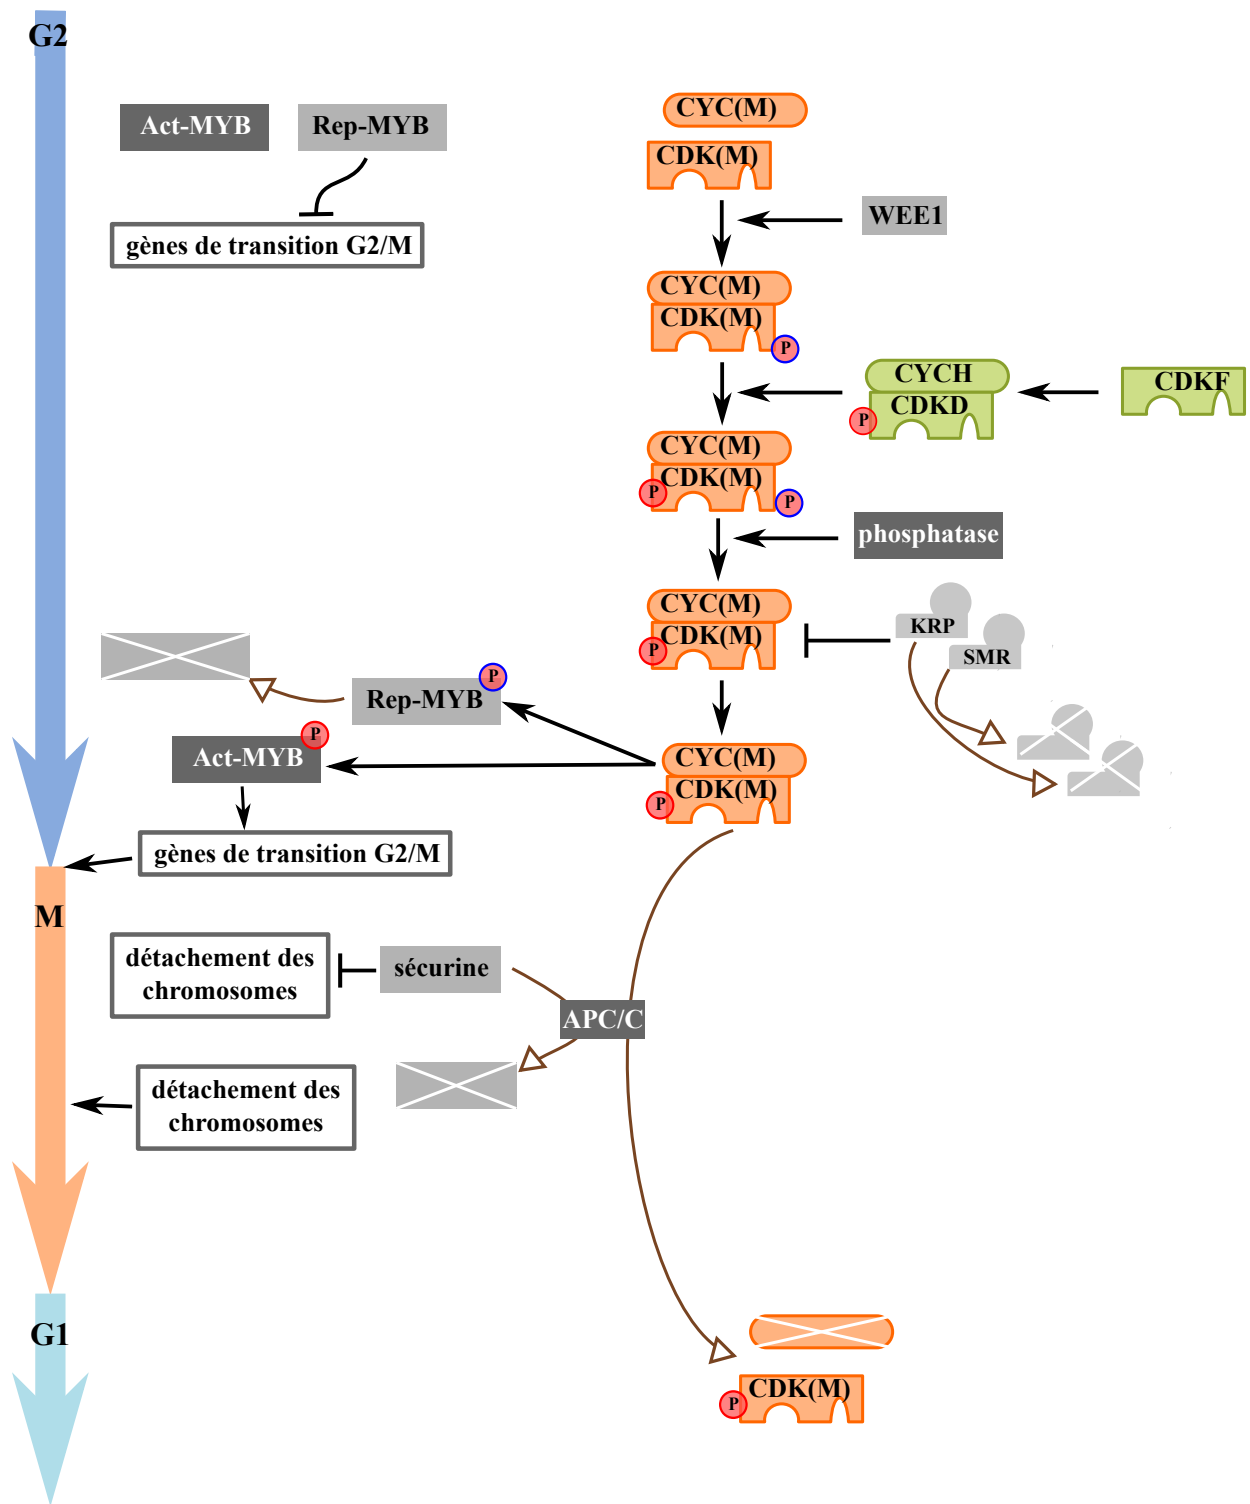 G2
Act-MYB
Rep-MYB
gènes de transition G2/M
CYC(M)
CDK(M)
WEE1
CYC(M)
CDK(M)
P
CYCH
CDKD
P
CDKF
CYC(M)
CDK(M)
P
P
phosphatase
CYC(M)
CDK(M)
P
KRP
SMR
Rep-MYB
P
Act-MYB
P
CYC(M)
CDK(M)
P
gènes de transition G2/M
M
détachement des
chromosomes
sécurine
APC/C
détachement des
chromosomes
G1
CDK(M)
P